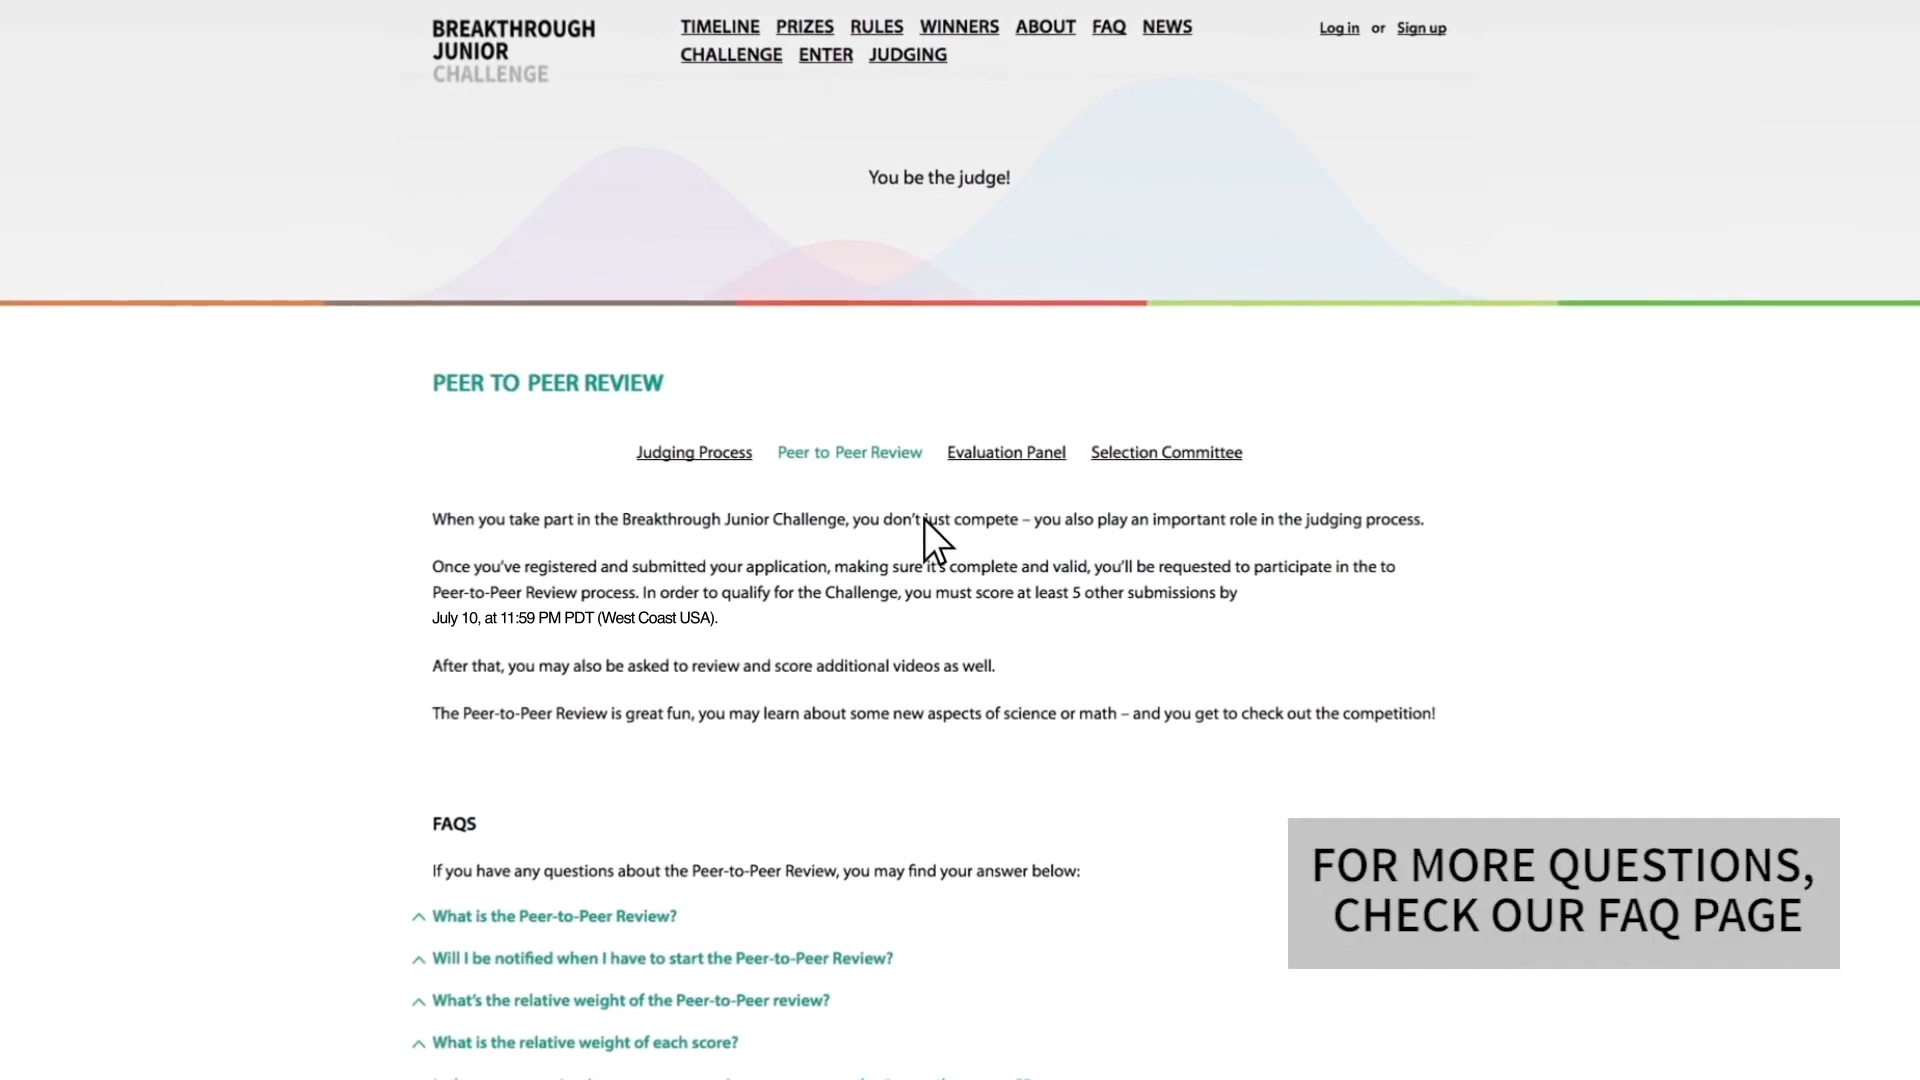 BREAKTHROUGH
JUNIOR
CHALLENGE
TIMELINE PRIZES RULES WINNERS ABOUT FAQ NEWS
CHALLENGE ENTER JUDGING
Log in or Sign up
You be the judge!
PEER TO PEER REVIEW
Judging Process Peer to Peer Review Evaluation Panel Selection Committee
When you take part in the Breakthrough Junior Challenge, you don't just compete – you also play an important role in the judging process.
Once you've registered and submitted your application, making sure it's complete and valid, you'll be requested to participate in the to
Peer-to-Peer Review process. In order to qualify for the Challenge, you must score at least 5 other submissions by
July 10, at 11:59 PM PDT (West Coast USA).
After that, you may also be asked to review and score additional videos as well.
The Peer-to-Peer Review is great fun, you may learn about some new aspects of science or math – and you get to check out the competition!
FAQS
If you have any questions about the Peer-to-Peer Review, you may find your answer below:
What is the Peer-to-Peer Review?
Will I be notified when I have to start the Peer-to-Peer Review?
What's the relative weight of the Peer-to-Peer review?
What is the relative weight of each score?
FOR MORE QUESTIONS,
CHECK OUR FAQ PAGE